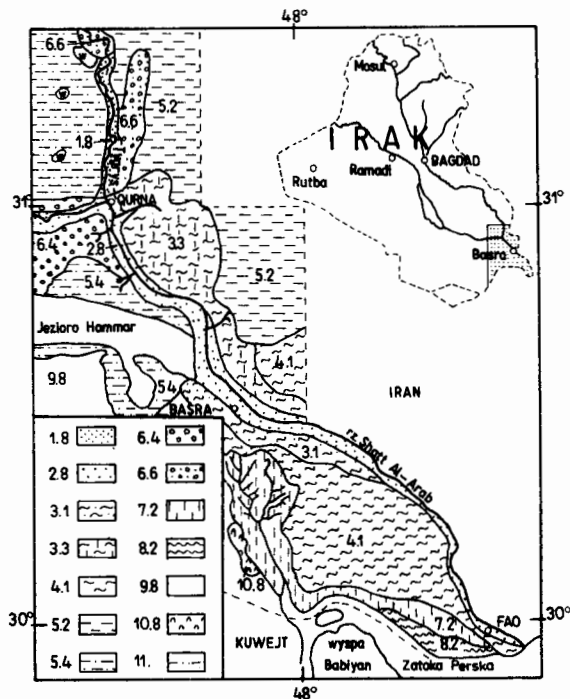 48°
31°
31°
30°
30°
48°
6.6
5.2
6.6
1.8
Tygrys
QURNA
6.4
2.8
3.3
5.4
5.2
Jezioro Hammar
4.1
9.8
5.4
BASRA
3.1
rz. Shatt Al-Arab
4.1
10.8
7.2
8.2
FAO
KUWEJT
wyspa
Babiyan
Zatoka Perska
IRAN
Mosul
IRAK
Rutba
Ramadi
BAGDAD
Basra
1.8
2.8
3.1
3.3
4.1
5.2
5.4
6.4
6.6
7.2
8.2
9.8
10.8
11.